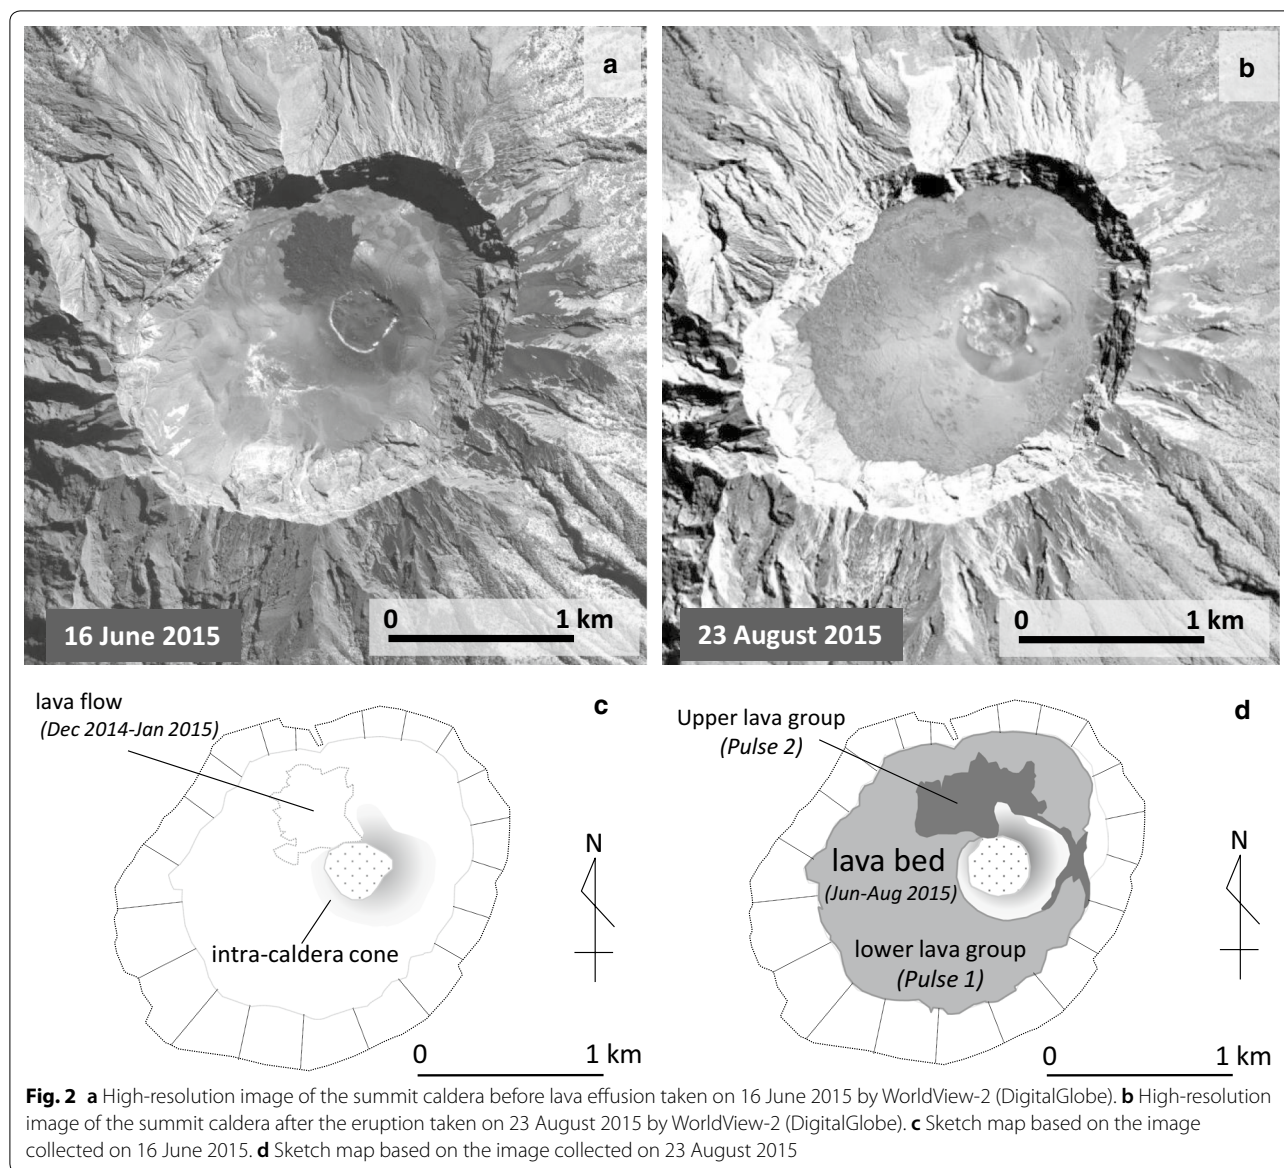 a
b
0 1 km
16 June 2015
0 1 km
23 August 2015
lava flow
(Dec 2014-Jan 2015)
c
N
intra-caldera cone
0 1 km
Upper lava group
(Pulse 2)
d
N
lava bed
(Jun-Aug 2015)
lower lava group
(Pulse 1)
0 1 km
Fig. 2 a High-resolution image of the summit caldera before lava effusion taken on 16 June 2015 by WorldView-2 (DigitalGlobe). b High-resolution
image of the summit caldera after the eruption taken on 23 August 2015 by WorldView-2 (DigitalGlobe). c Sketch map based on the image
collected on 16 June 2015. d Sketch map based on the image collected on 23 August 2015